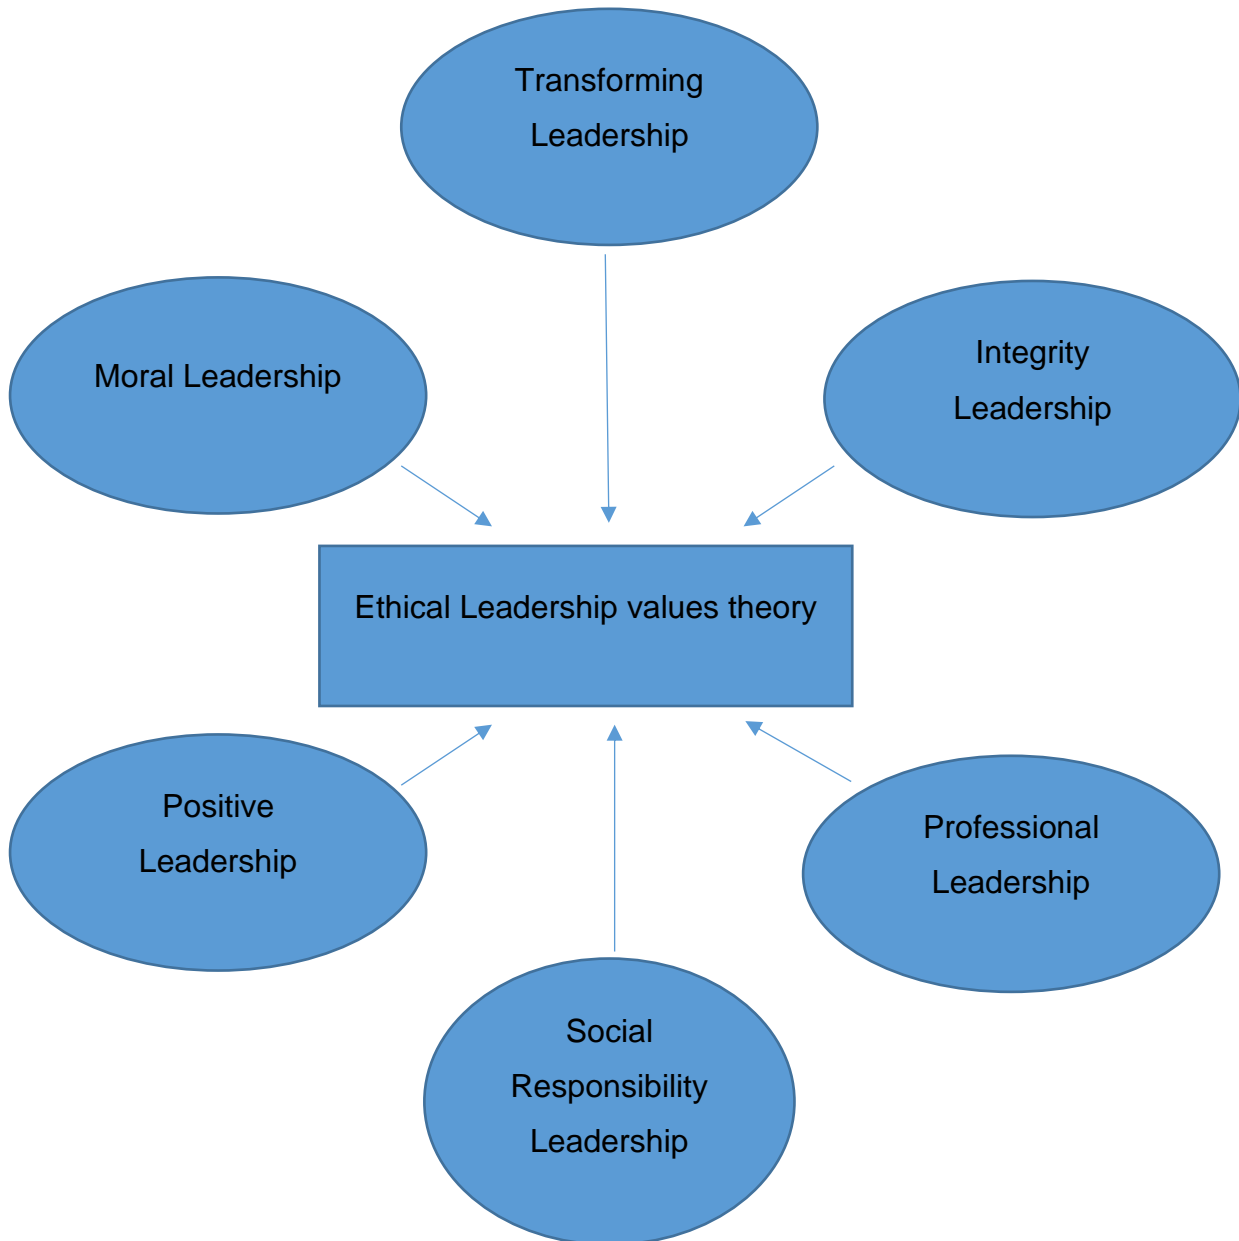 Transforming
Leadership
Moral Leadership
Integrity
Leadership
Ethical Leadership values theory
Positive
Leadership
Professional
Leadership
Social
Responsibility
Leadership